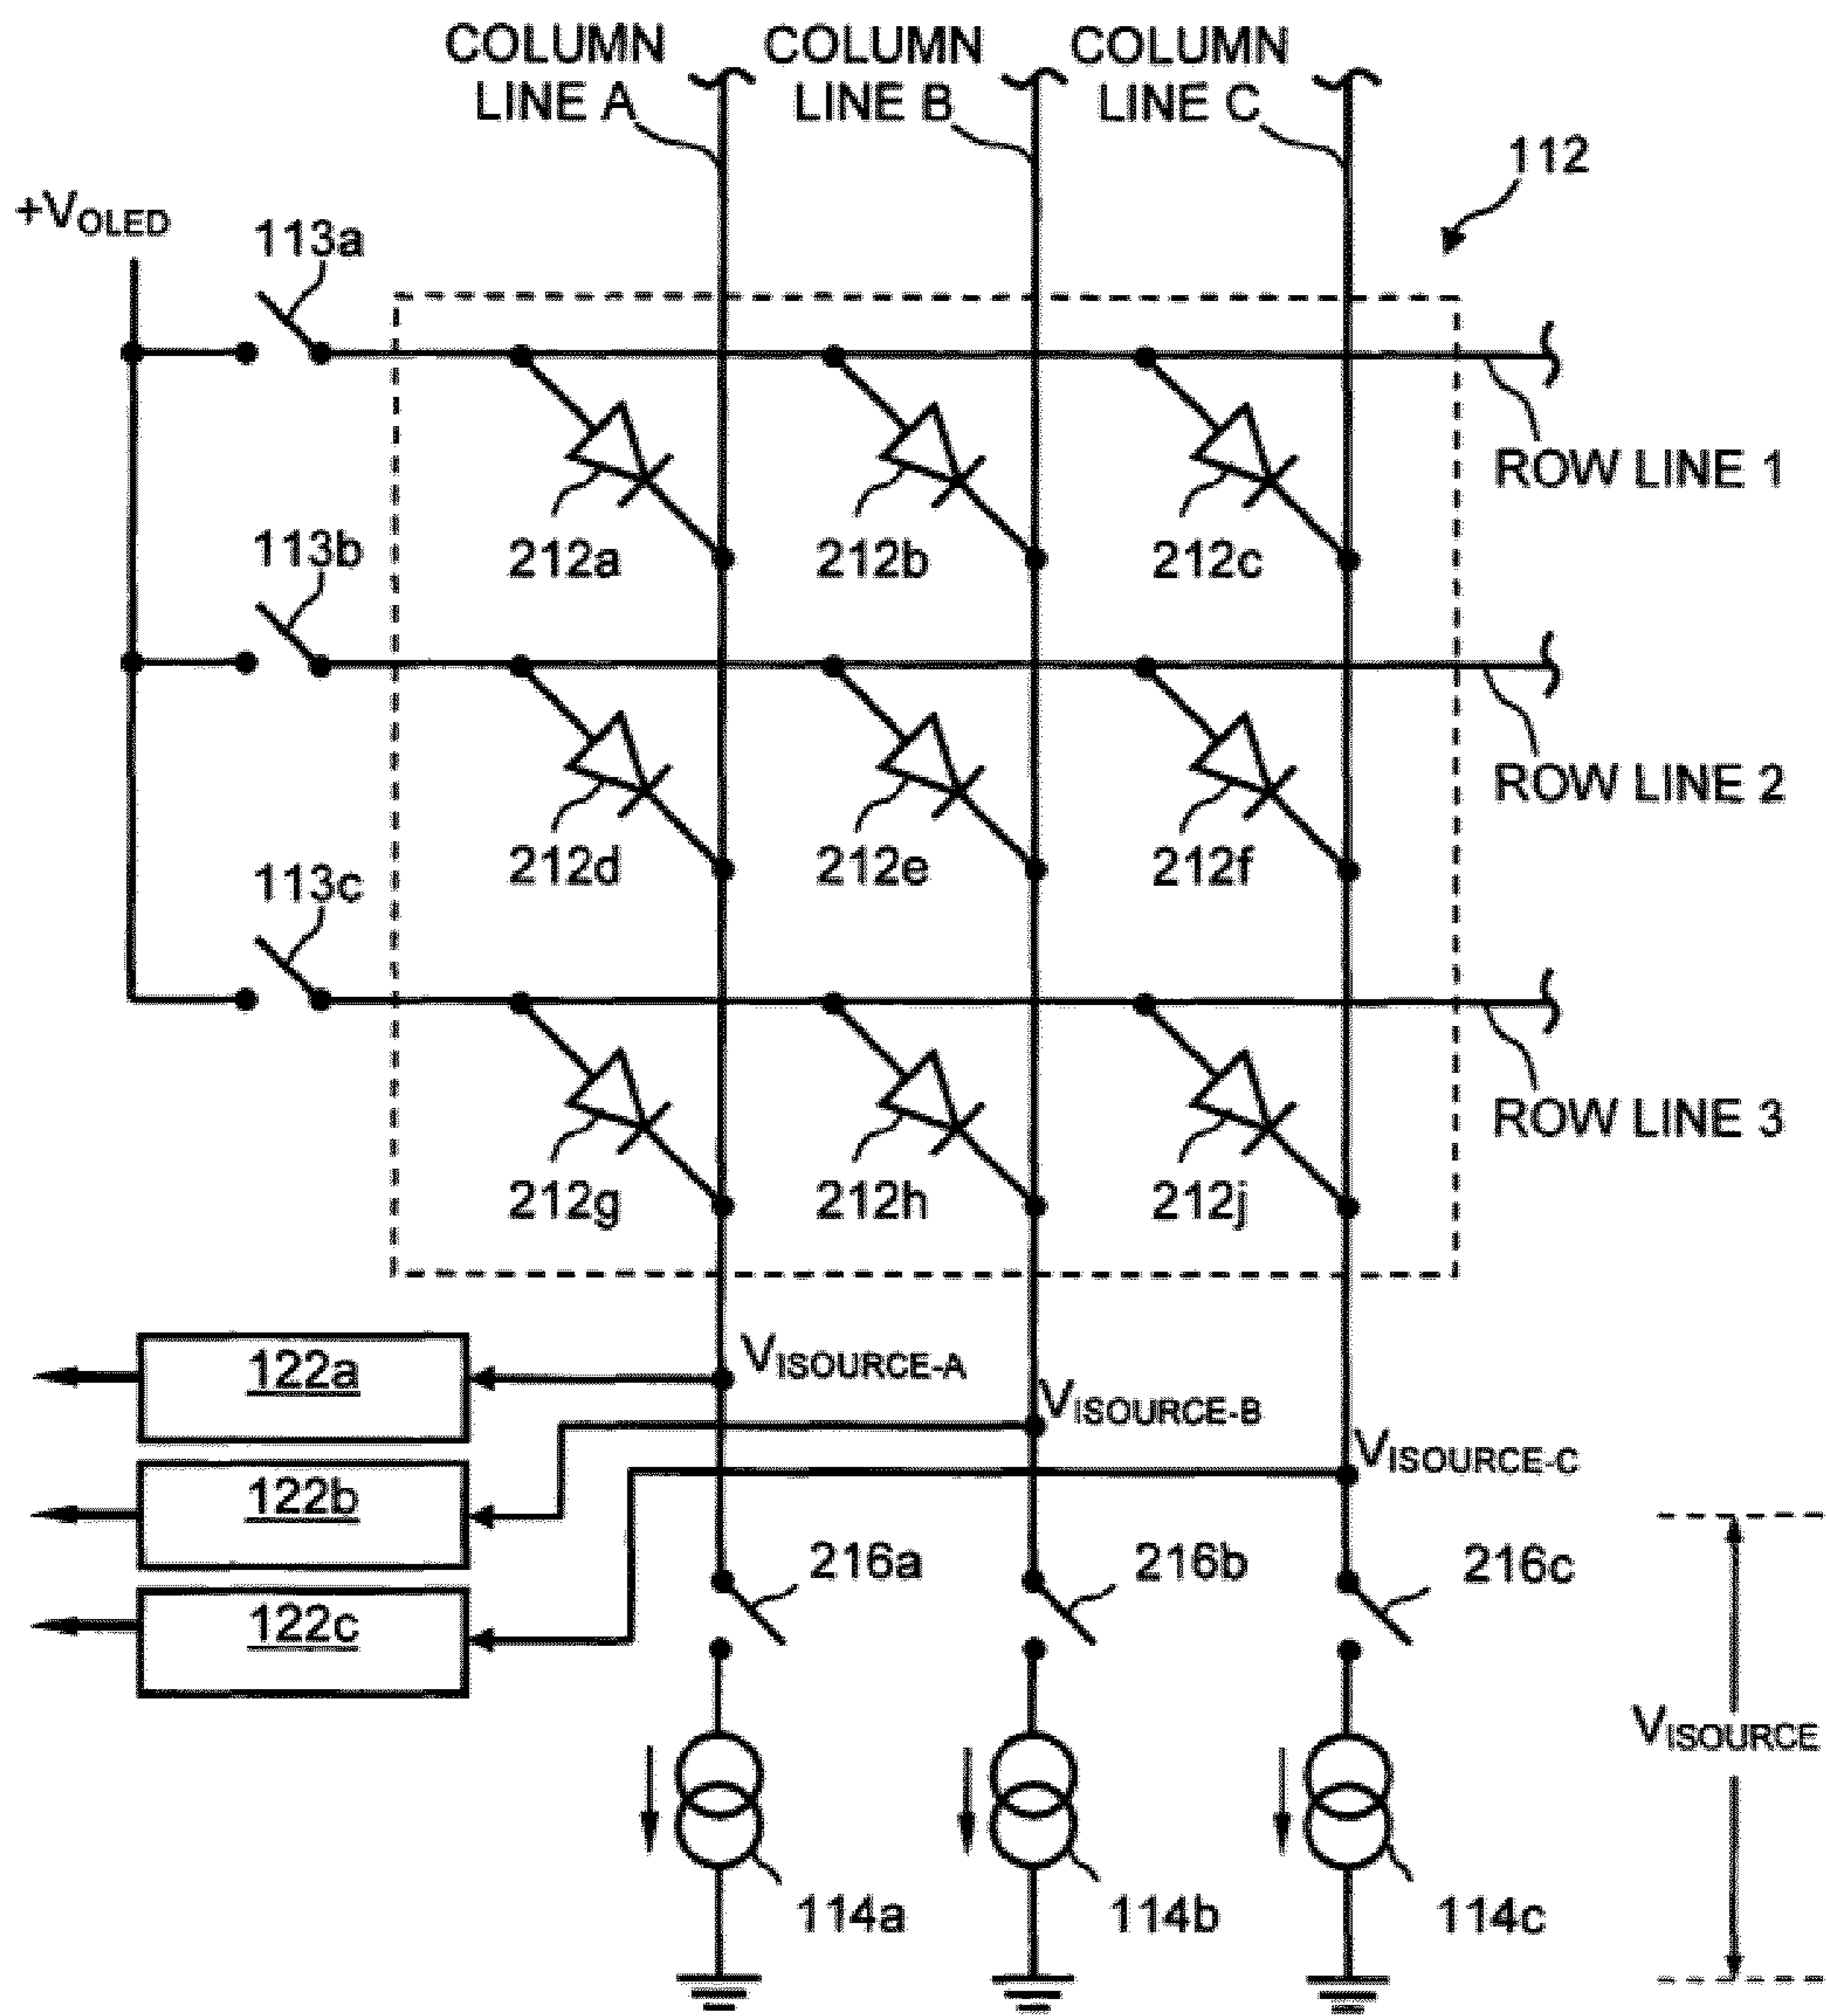 COLUMN LINE A
COLUMN LINE B
COLUMN LINE C
112
+VOLED
113a
ROW LINE 1
212a
212b
212c
113b
ROW LINE 2
212d
212e
212f
113c
ROW LINE 3
212g
212h
212j
122a
VISOURCE-A
VISOURCE-B
VISOURCE-C
122b
122c
216a
216b
216c
VISOURCE
114a
114b
114c